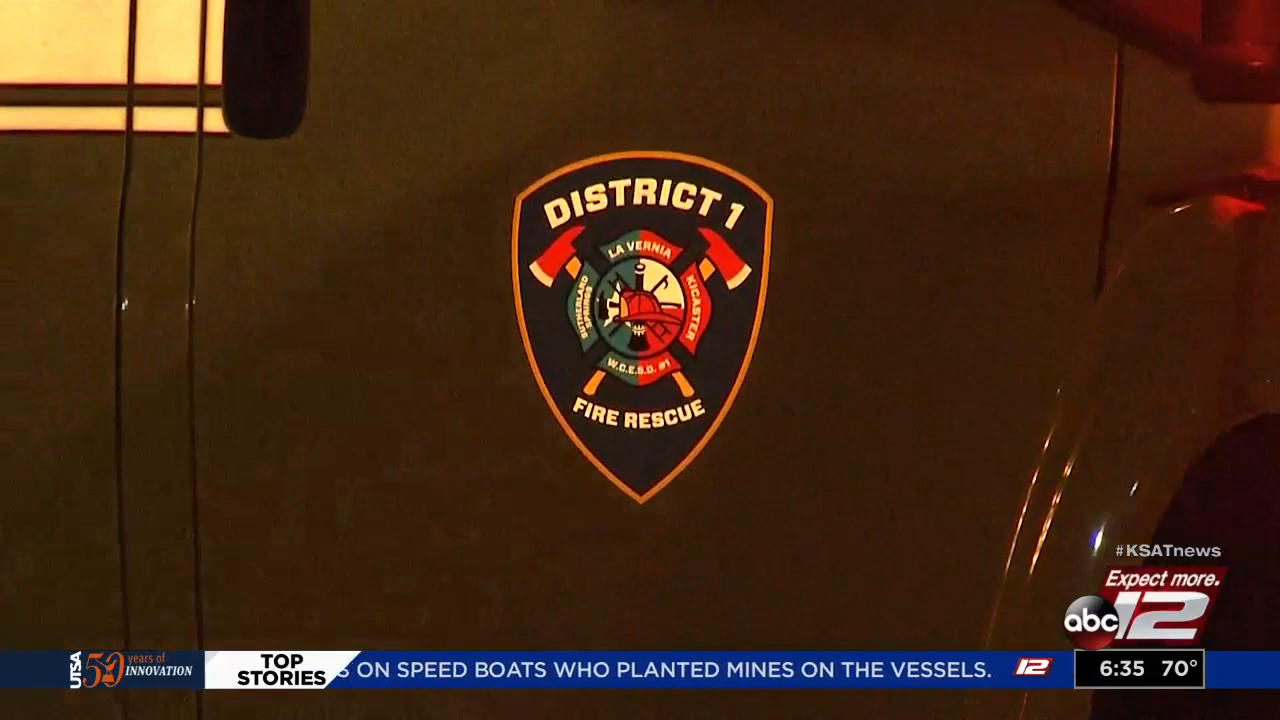 DISTRICT 1
LA VERNIA
SUTHERLAND
SPRINGS
KICASTER
W.C.E.S.D. #1
FIRE RESCUE
#KSATnews
Expect more.
abc 12
UTSA 50 years of INNOVATION
TOP STORIES
S ON SPEED BOATS WHO PLANTED MINES ON THE VESSELS. 12
6:35 70°